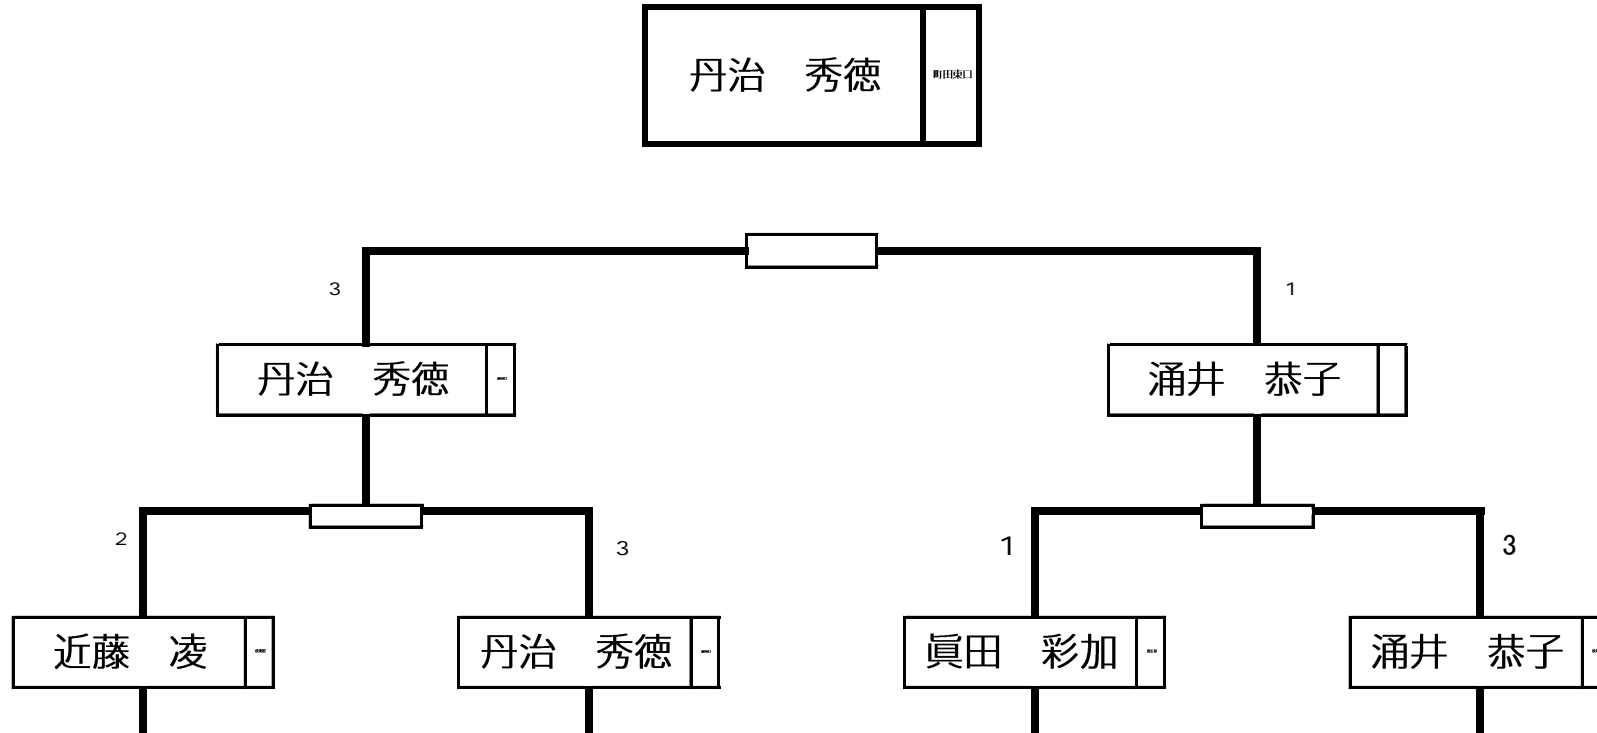 丹治　秀徳 町田東口
3 1
丹治　秀徳 涌井　恭子
2 3 1 3
近藤　凌 丹治　秀徳 眞田　彩加 涌井　恭子